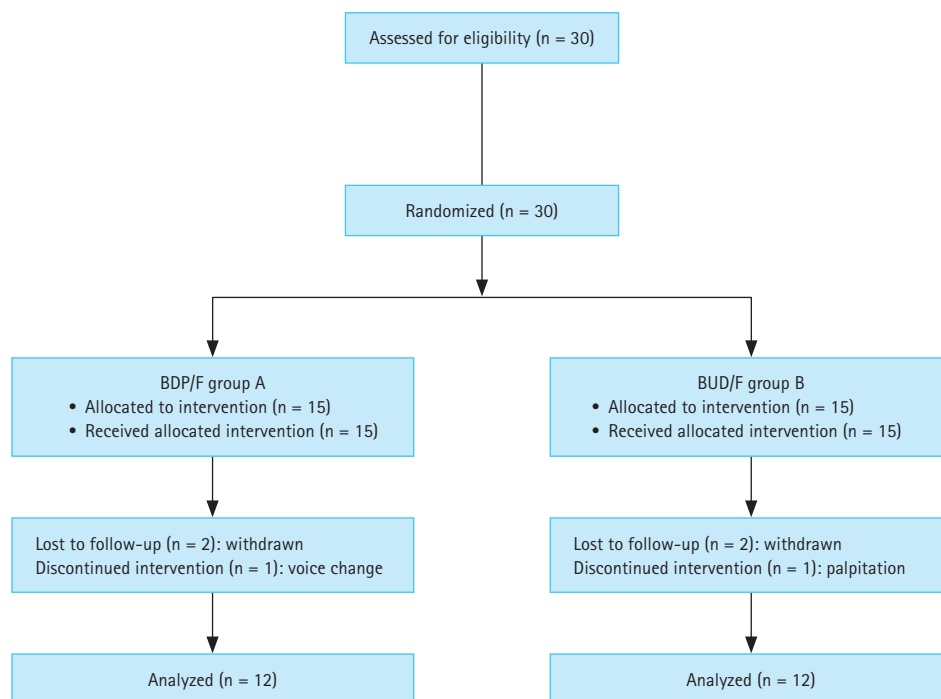 Assessed for eligibility (n = 30)
Randomized (n = 30)
BDP/F group A
• Allocated to intervention (n = 15)
• Received allocated intervention (n = 15)
BUD/F group B
• Allocated to intervention (n = 15)
• Received allocated intervention (n = 15)
Lost to follow-up (n = 2): withdrawn
Discontinued intervention (n = 1): voice change
Lost to follow-up (n = 2): withdrawn
Discontinued intervention (n = 1): palpitation
Analyzed (n = 12)
Analyzed (n = 12)